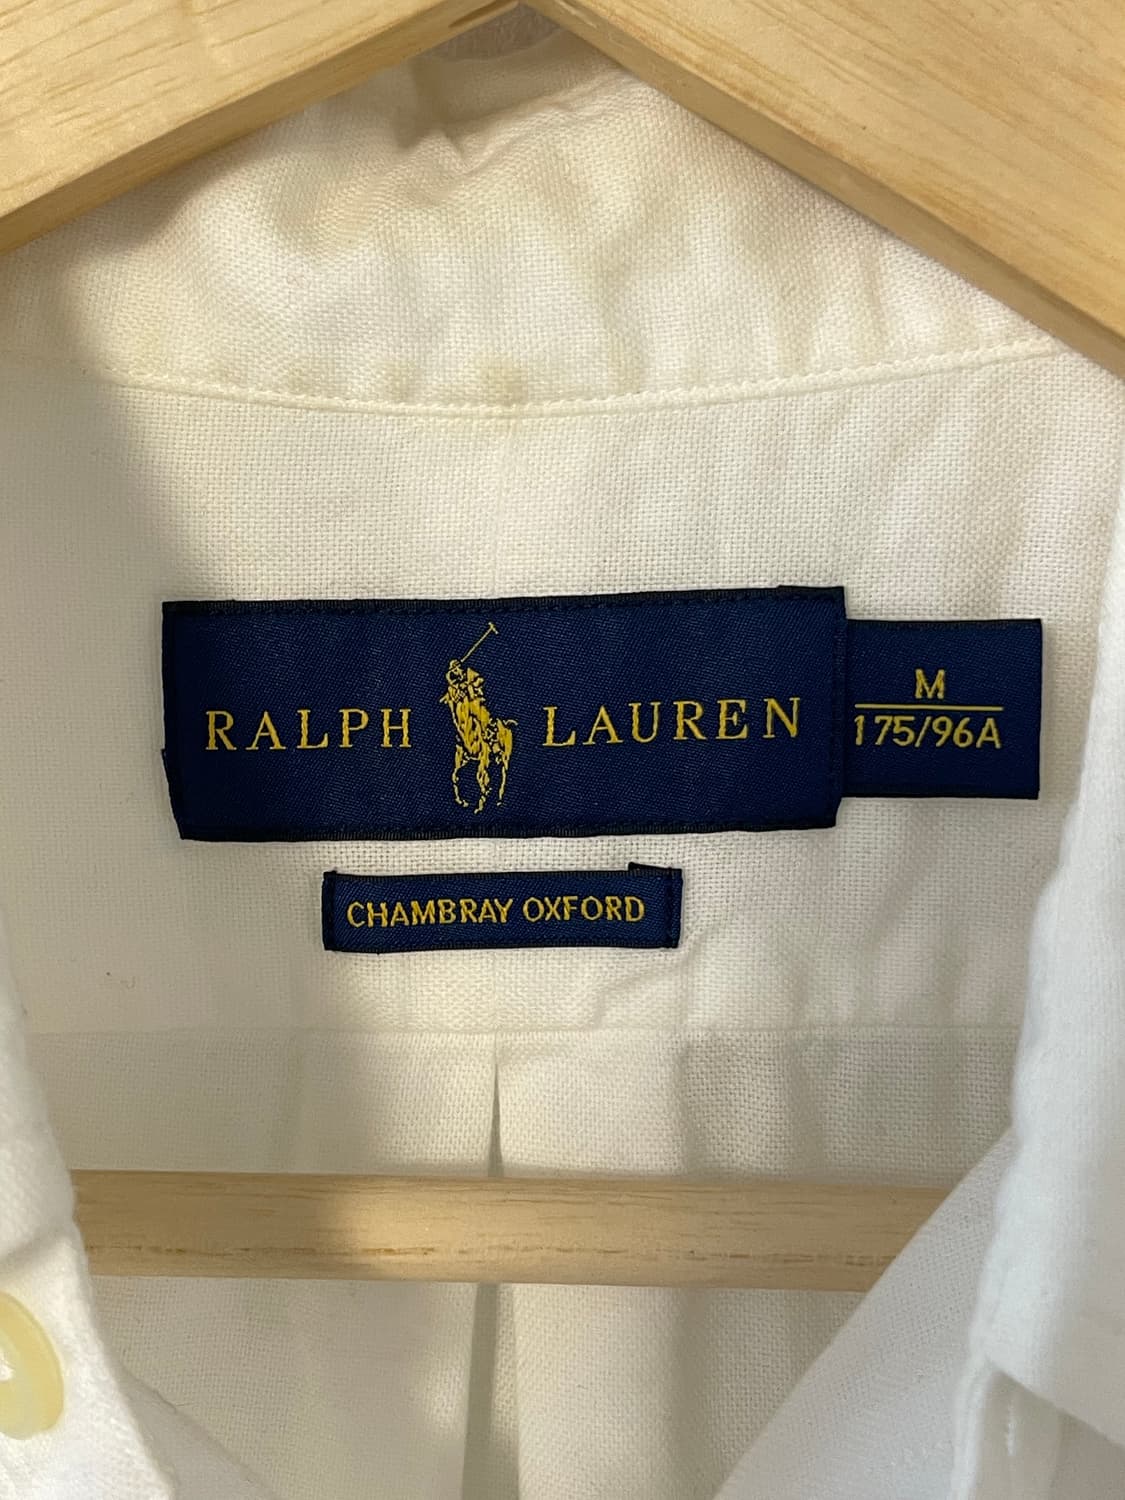 RALPH LAUREN
M
175/96A
CHAMBRAY OXFORD